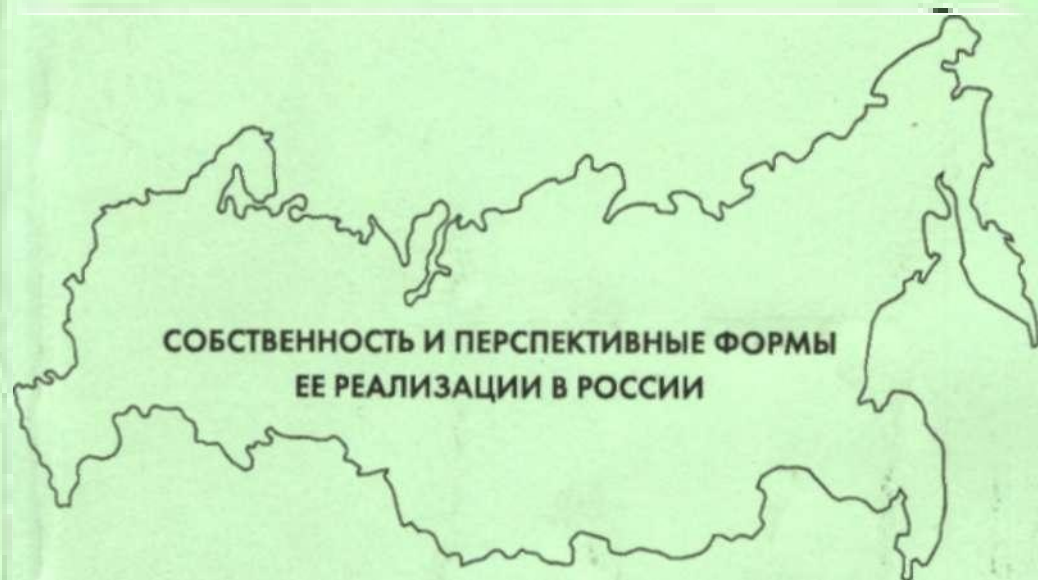 СОБСТВЕННОСТЬ И ПЕРСПЕКТИВНЫЕ ФОРМЫ
ЕЕ РЕАЛИЗАЦИИ В РОССИИ